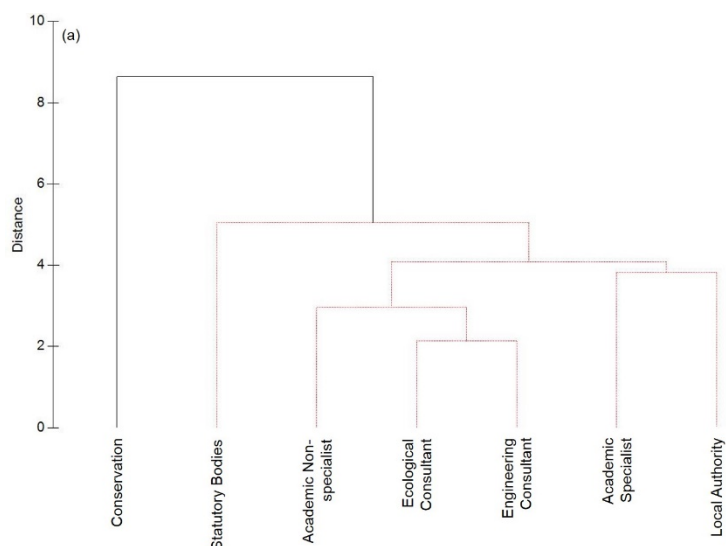 10
(a)
8
6
4
2
0
Distance
Conservation
Statutory Bodies
Academic Non-
specialist
Ecological
Consultant
Engineering
Consultant
Academic
Specialist
Local Authority